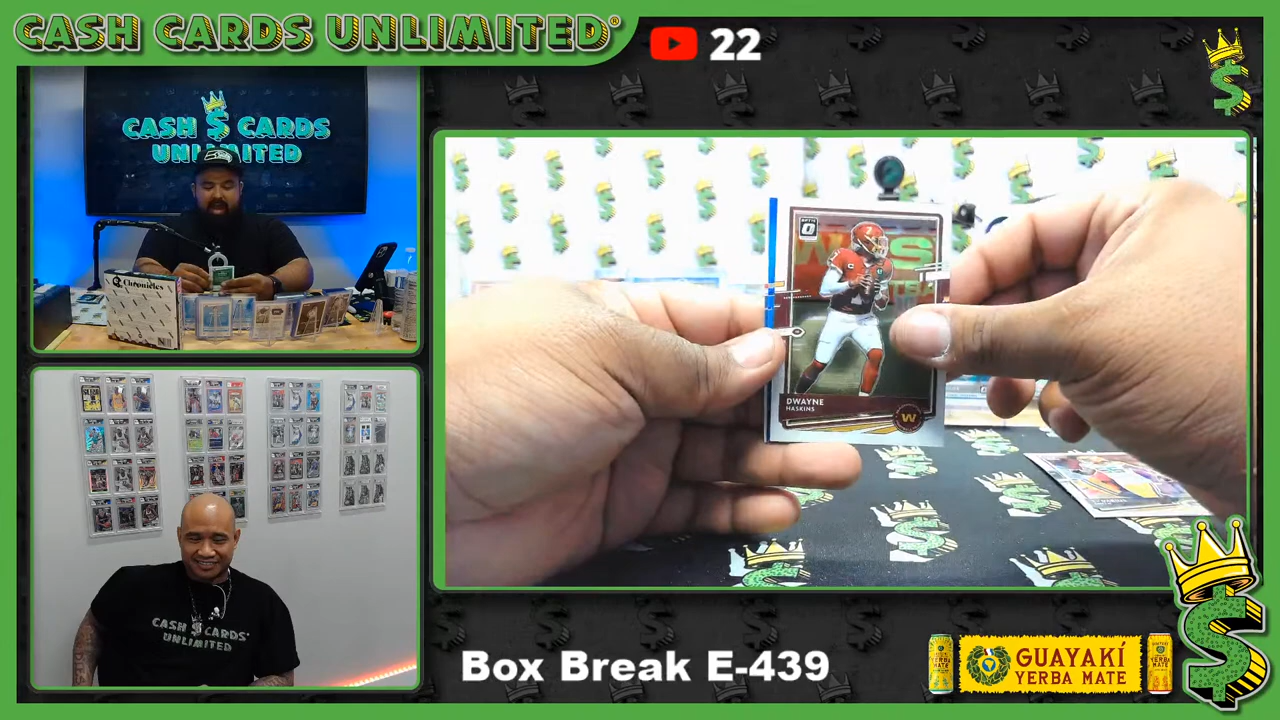 CASH CARDS UNLIMITED®
22
CASH $ CARDS
UNLIMITED
Chronicles
OPTIC
DWAYNE
HASKINS
W
CASH $ CARDS
UNLIMITED
Box Break E-439
GUAYAKÍ
YERBA MATE